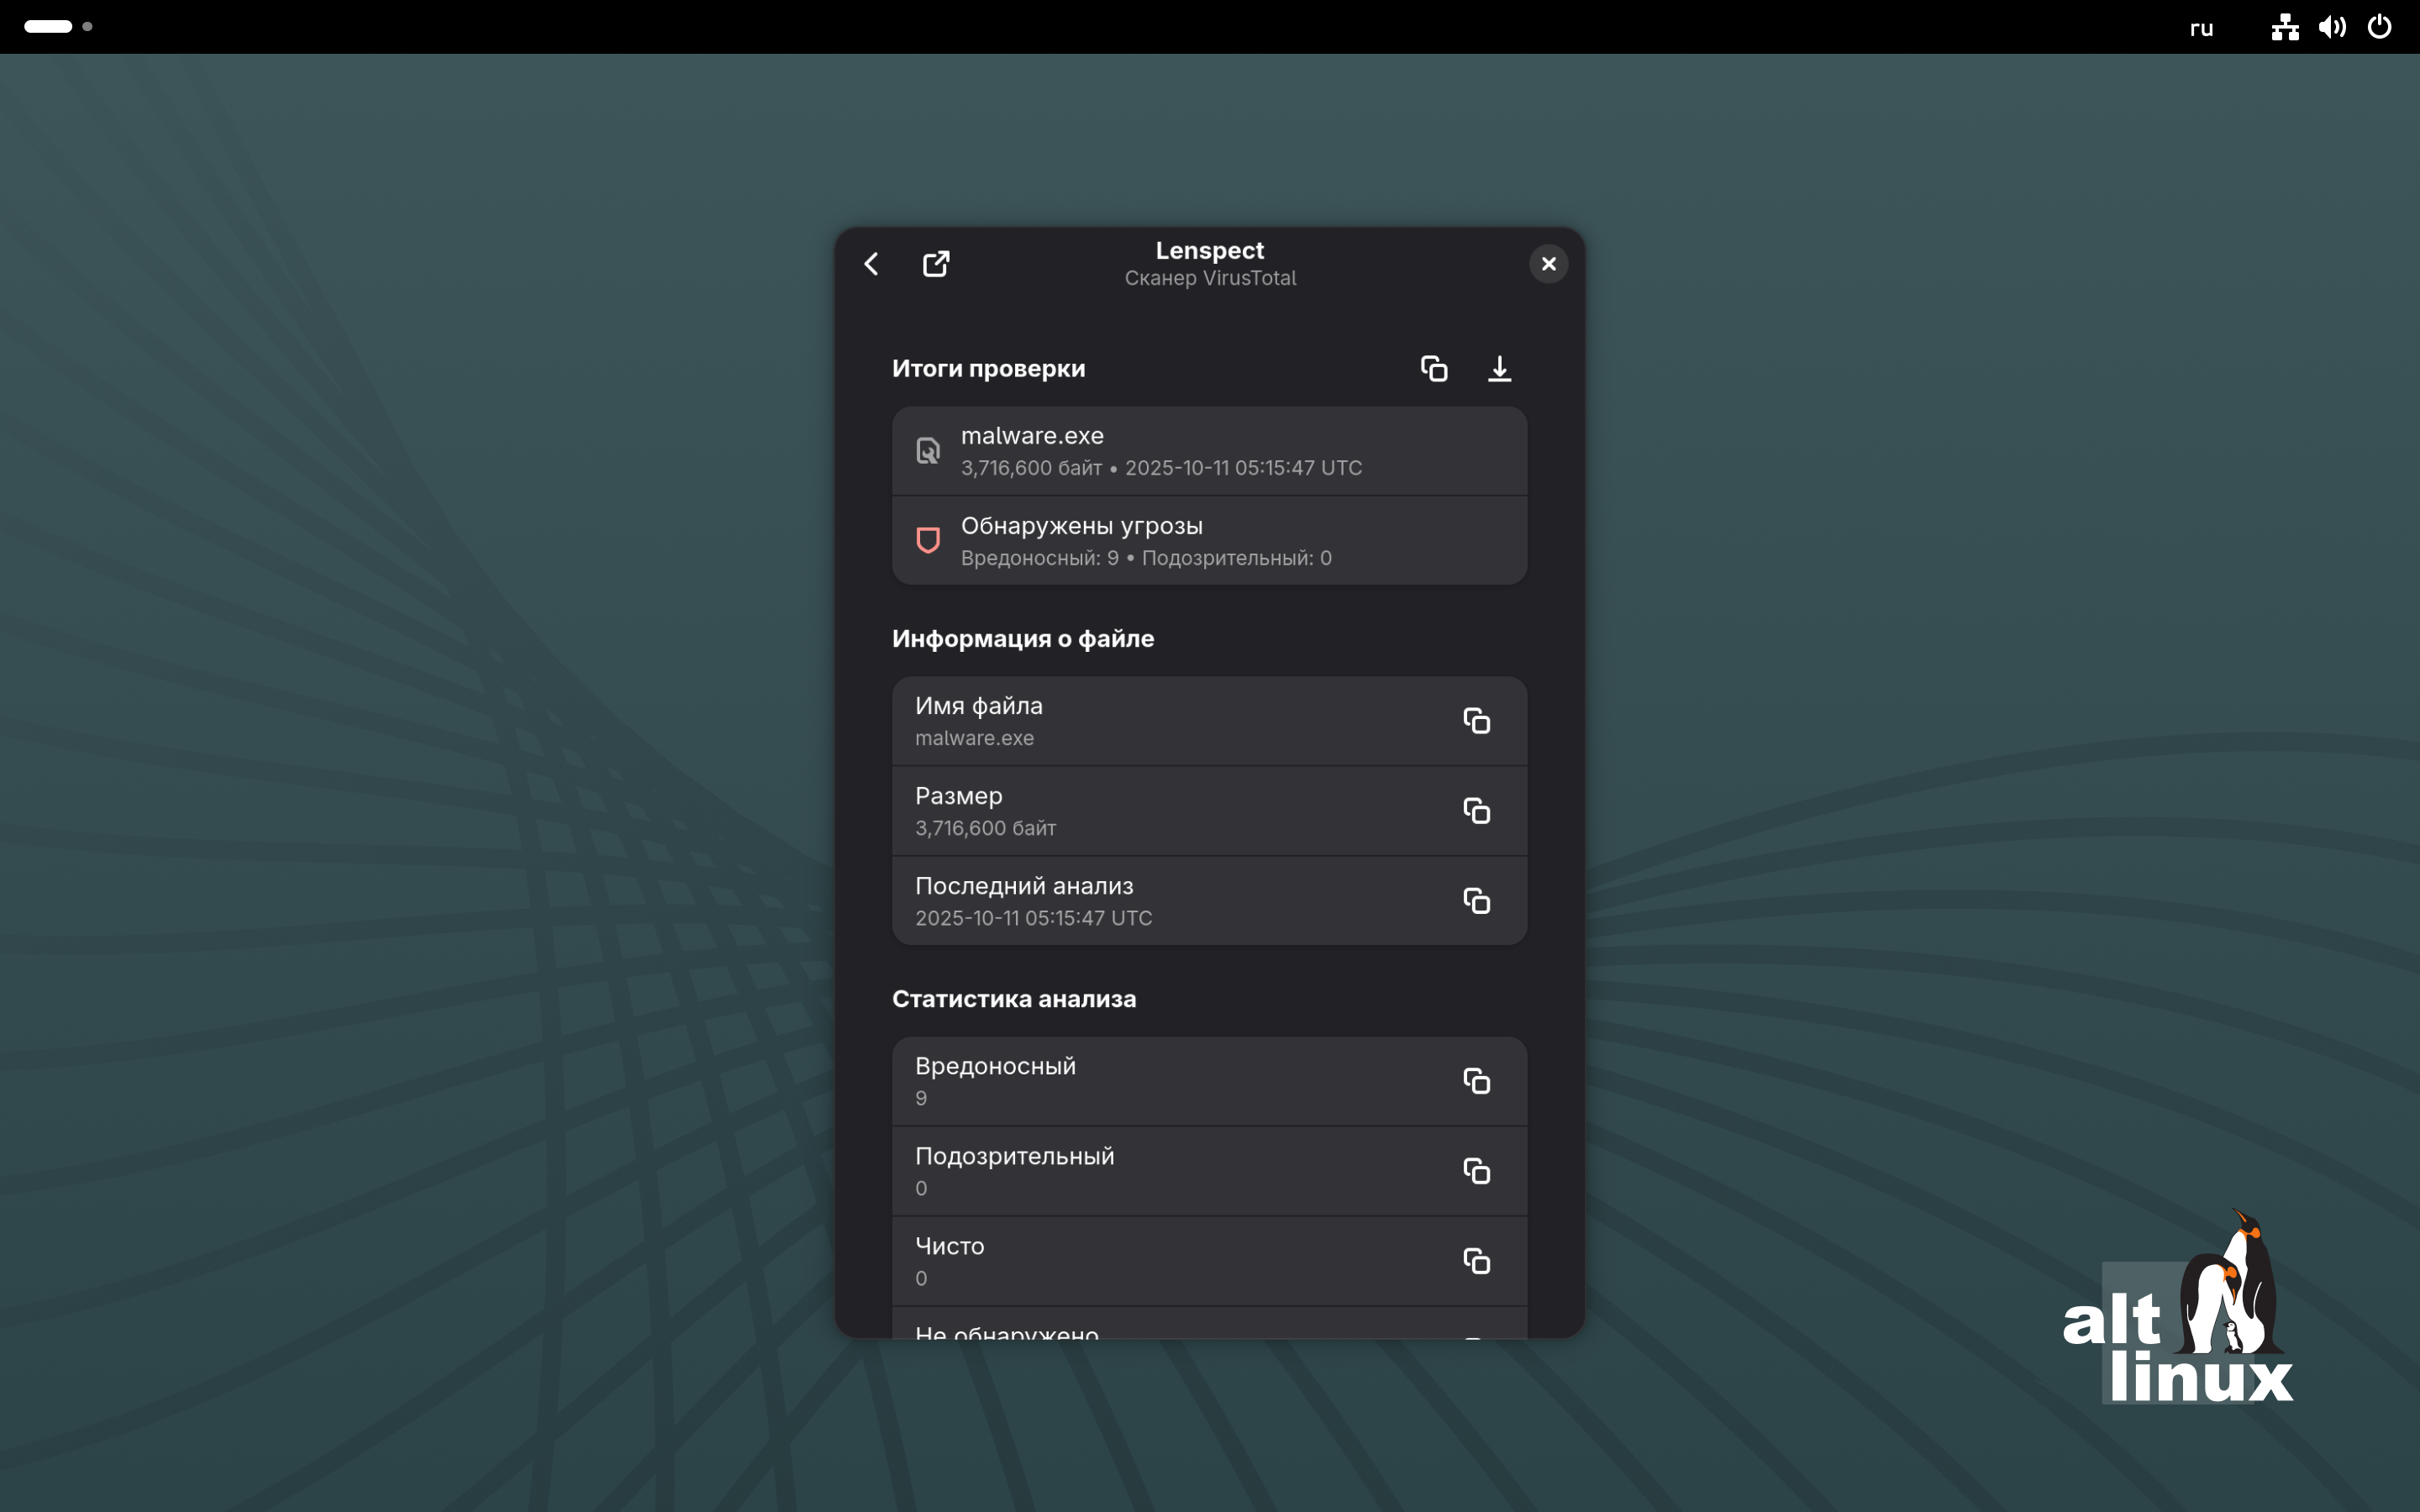 ru
Lenspect
Сканер VirusTotal
Итоги проверки
malware.exe
3,716,600 байт • 2025-10-11 05:15:47 UTC
Обнаружены угрозы
Вредоносный: 9 • Подозрительный: 0
Информация о файле
Имя файла
malware.exe
Размер
3,716,600 байт
Последний анализ
2025-10-11 05:15:47 UTC
Статистика анализа
Вредоносный
9
Подозрительный
0
Чисто
0
Не обнаружено
alt
linux